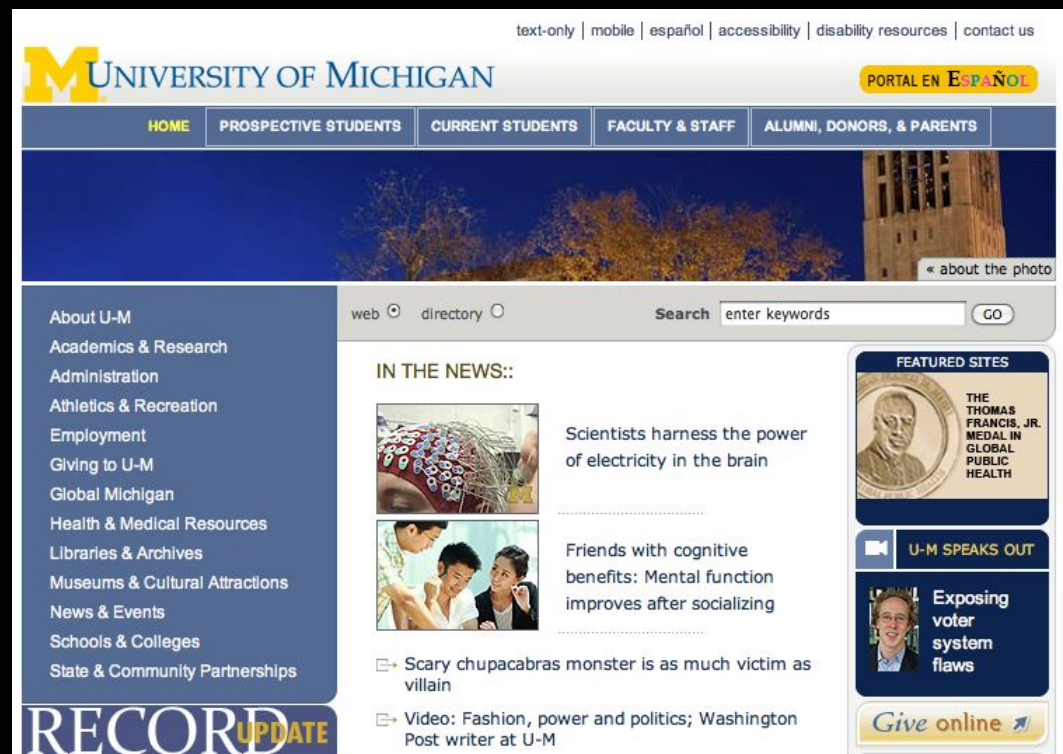 text-only | mobile | español | accessibility | disability resources | contact us
M UNIVERSITY OF MICHIGAN
PORTAL EN ESPAÑOL
HOME PROSPECTIVE STUDENTS CURRENT STUDENTS FACULTY & STAFF ALUMNI, DONORS, & PARENTS
« about the photo
web directory Search enter keywords GO
About U-M
Academics & Research
Administration
Athletics & Recreation
Employment
Giving to U-M
Global Michigan
Health & Medical Resources
Libraries & Archives
Museums & Cultural Attractions
News & Events
Schools & Colleges
State & Community Partnerships
RECORD UPDATE
IN THE NEWS::
M
Scientists harness the power
of electricity in the brain
Friends with cognitive
benefits: Mental function
improves after socializing
Scary chupacabras monster is as much victim as
villain
Video: Fashion, power and politics; Washington
Post writer at U-M
FEATURED SITES
THE
THOMAS
FRANCIS, JR.
MEDAL IN
GLOBAL
PUBLIC
HEALTH
U-M SPEAKS OUT
Exposing
voter
system
flaws
Give online